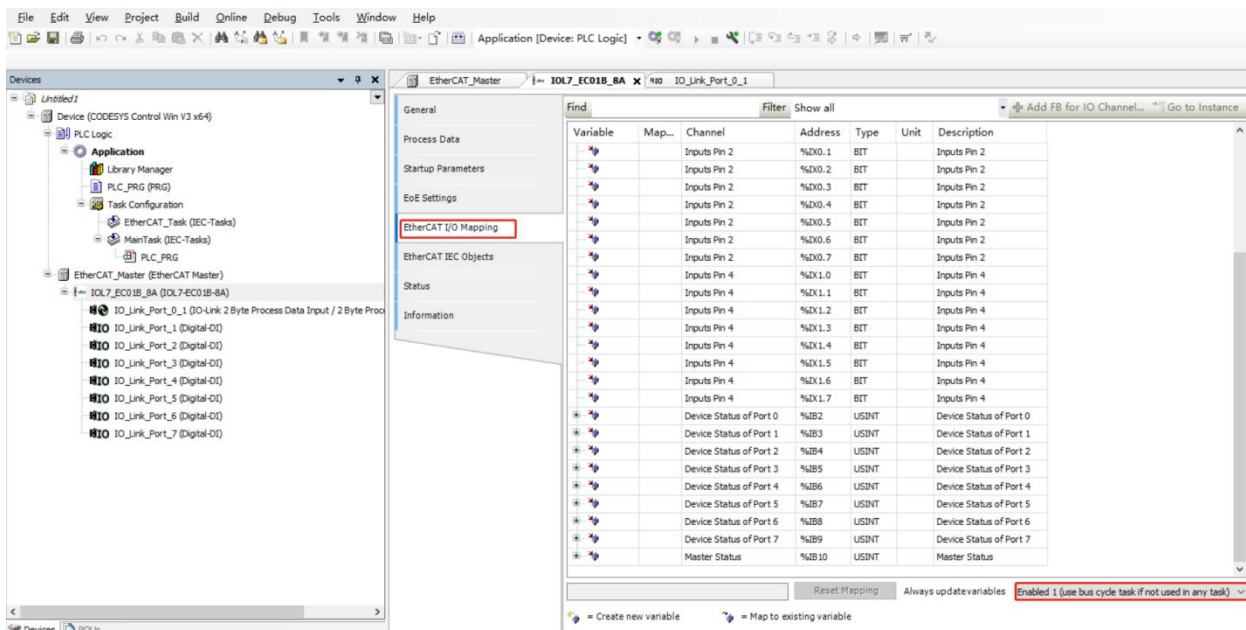 File Edit View Project Build Online Debug Tools Window Help
Application [Device: PLC Logic]
Devices
EtherCAT_Master IOL7_EC01B_8A IO_Link_Port_0_1
Untitled1
Device (CODESYS Control Win V3 x64)
PLC Logic
Application
Library Manager
PLC_PRG (PRG)
Task Configuration
EtherCAT_Task (IEC-Tasks)
MainTask (IEC-Tasks)
PLC_PRG
EtherCAT_Master (EtherCAT Master)
IOL7_EC01B_8A (IOL7-EC01B-8A)
IO_Link_Port_0_1 (IO-Link 2 Byte Process Data Input / 2 Byte Proc
IO_Link_Port_1 (Digital-DI)
IO_Link_Port_2 (Digital-DI)
IO_Link_Port_3 (Digital-DI)
IO_Link_Port_4 (Digital-DI)
IO_Link_Port_5 (Digital-DI)
IO_Link_Port_6 (Digital-DI)
IO_Link_Port_7 (Digital-DI)
General
Process Data
Startup Parameters
EoE Settings
EtherCAT I/O Mapping
EtherCAT IEC Objects
Status
Information
Find Filter Show all Add FB for IO Channel... Go to Instance
Variable Map... Channel Address Type Unit Description
Inputs Pin 2 %IX0.1 BIT Inputs Pin 2
Inputs Pin 2 %IX0.2 BIT Inputs Pin 2
Inputs Pin 2 %IX0.3 BIT Inputs Pin 2
Inputs Pin 2 %IX0.4 BIT Inputs Pin 2
Inputs Pin 2 %IX0.5 BIT Inputs Pin 2
Inputs Pin 2 %IX0.6 BIT Inputs Pin 2
Inputs Pin 2 %IX0.7 BIT Inputs Pin 2
Inputs Pin 4 %IX1.0 BIT Inputs Pin 4
Inputs Pin 4 %IX1.1 BIT Inputs Pin 4
Inputs Pin 4 %IX1.2 BIT Inputs Pin 4
Inputs Pin 4 %IX1.3 BIT Inputs Pin 4
Inputs Pin 4 %IX1.4 BIT Inputs Pin 4
Inputs Pin 4 %IX1.5 BIT Inputs Pin 4
Inputs Pin 4 %IX1.6 BIT Inputs Pin 4
Inputs Pin 4 %IX1.7 BIT Inputs Pin 4
Device Status of Port 0 %IB2 USINT Device Status of Port 0
Device Status of Port 1 %IB3 USINT Device Status of Port 1
Device Status of Port 2 %IB4 USINT Device Status of Port 2
Device Status of Port 3 %IB5 USINT Device Status of Port 3
Device Status of Port 4 %IB6 USINT Device Status of Port 4
Device Status of Port 5 %IB7 USINT Device Status of Port 5
Device Status of Port 6 %IB8 USINT Device Status of Port 6
Device Status of Port 7 %IB9 USINT Device Status of Port 7
Master Status %IB10 USINT Master Status
Reset Mapping Always update variables Enabled 1 (use bus cycle task if not used in any task)
= Create new variable = Map to existing variable
Devices POUs